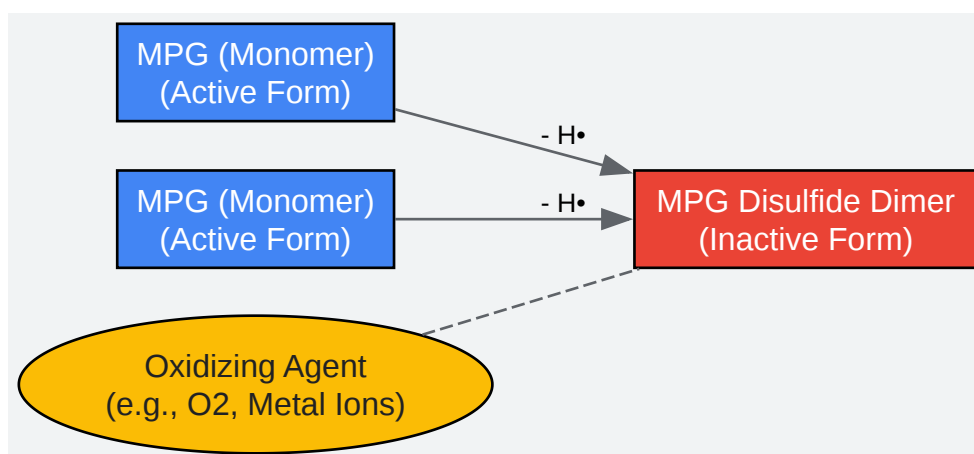 MPG (Monomer)
(Active Form)
- H•
MPG (Monomer)
(Active Form)
- H•
MPG Disulfide Dimer
(Inactive Form)
Oxidizing Agent
(e.g., O2, Metal Ions)